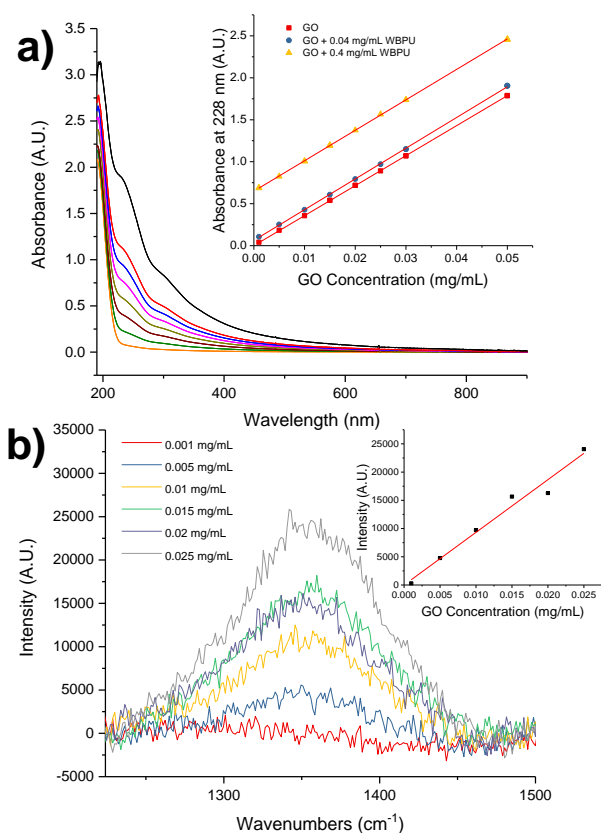 a)
3.5
3.0
2.5
2.0
1.5
1.0
0.5
0.0
Absorbance (A.U.)
200 400 600 800
Wavelength (nm)
GO
GO + 0.04 mg/mL WBPU
GO + 0.4 mg/mL WBPU
2.5
2.0
1.5
1.0
0.5
0.0
Absorbance at 228 nm (A.U.)
0.00 0.01 0.02 0.03 0.04 0.05
GO Concentration (mg/mL)
b)
35000
30000
25000
20000
15000
10000
5000
0
-5000
Intensity (A.U.)
1300 1400 1500
Wavenumbers (cm⁻¹)
0.001 mg/mL
0.005 mg/mL
0.01 mg/mL
0.015 mg/mL
0.02 mg/mL
0.025 mg/mL
25000
20000
15000
10000
5000
0
Intensity (A.U.)
0.000 0.005 0.010 0.015 0.020 0.025
GO Concentration (mg/mL)